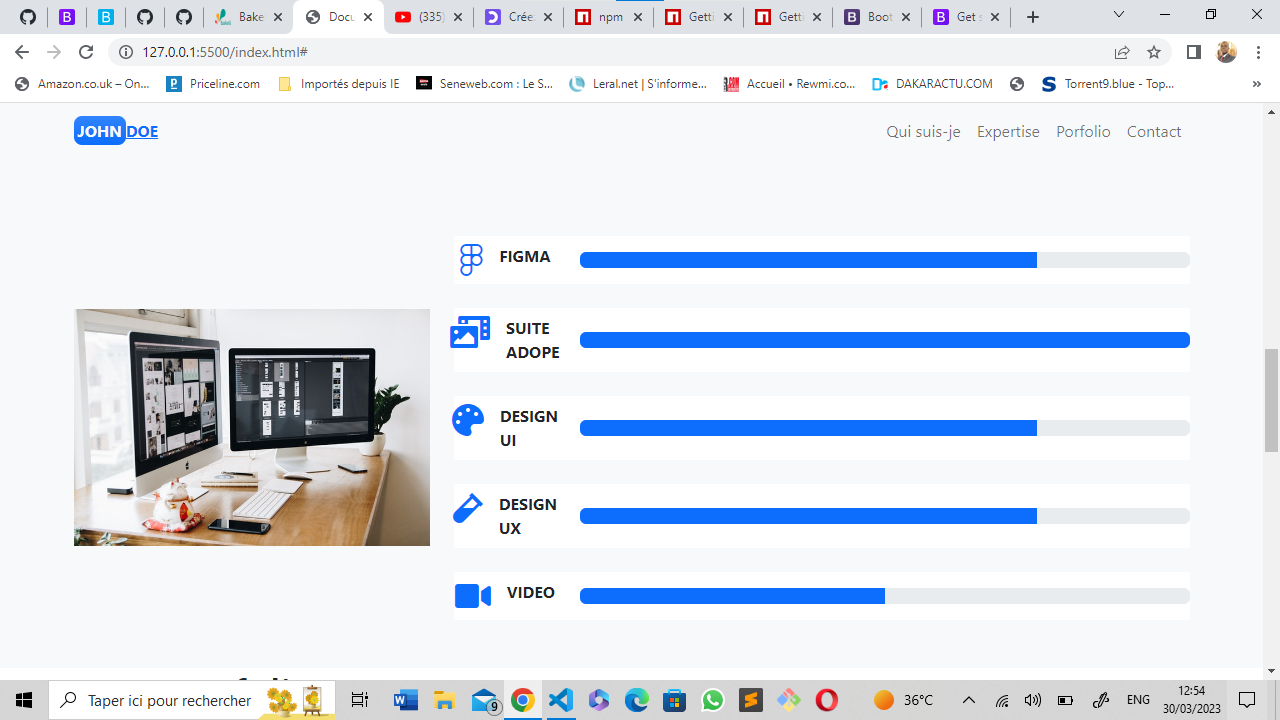 Bake
Docu
(335)
Crée
npm
Getti
Gett
Boot
Get s
127.0.0.1:5500/index.html#
Amazon.co.uk – On...
Priceline.com
Importés depuis IE
Seneweb.com : Le S...
Leral.net | S'informe...
Accueil • Rewmi.co...
DAKARACTU.COM
Torrent9.blue - Top...
»
JOHN DOE
Qui suis-je
Expertise
Porfolio
Contact
FIGMA
SUITE
ADOPE
DESIGN
UI
DESIGN
UX
VIDEO
Taper ici pour rechercher
9
36°C
ENG
12:54
30/03/2023